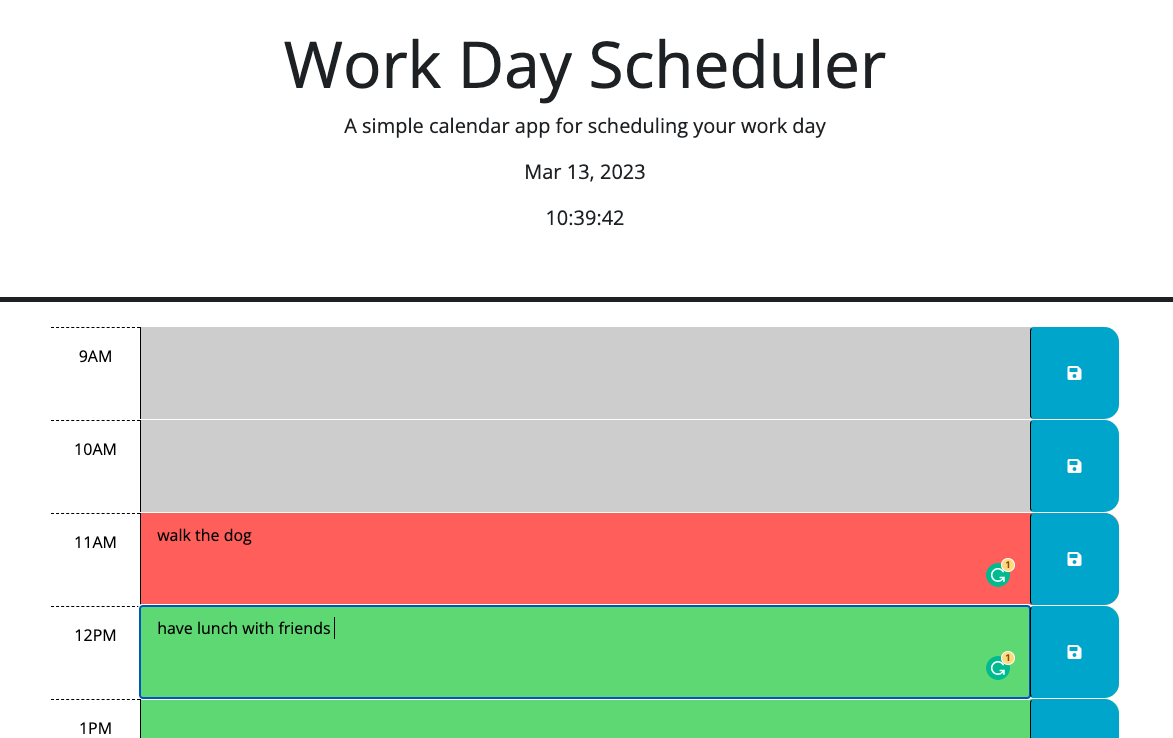 Work Day Scheduler
A simple calendar app for scheduling your work day
Mar 13, 2023
10:39:42
9AM
10AM
11AM
walk the dog
1
12PM
have lunch with friends
1
1PM